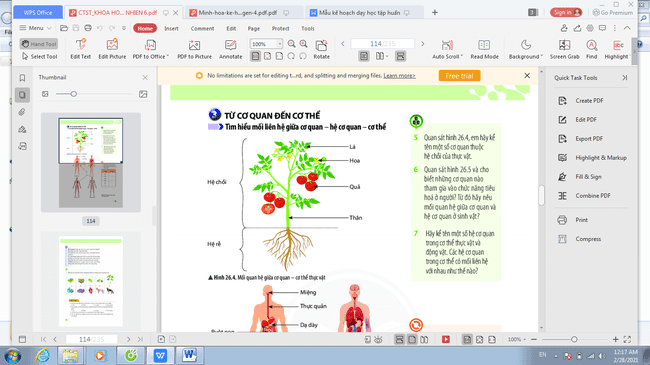 WPS Office
CTST_KHOA HO... NHIEN 6.pdf
Minh-hoa-ke-h...gen-4.pdf.pdf
Mẫu kế hoạch dạy học tập huấn
Sign in
Go Premium
Menu
Home
Insert
Comment
Edit
Page
Protect
Tools
Hand Tool
Select Tool
Edit Text
Edit Picture
PDF to Office
PDF to Picture
100%
114/235
Rotate
Auto Scroll
Read Mode
Background
Screen Grab
Find
Highlight
Thumbnail
No limitations are set for editing t...rd, and splitting and merging files. Learn more>
Free trial
Quick Task Tools
Create PDF
Edit PDF
Export PDF
Highlight & Markup
Fill & Sign
Combine PDF
Print
Compress
114
3 TỪ CƠ QUAN ĐẾN CƠ THỂ
Tìm hiểu mối liên hệ giữa cơ quan – hệ cơ quan – cơ thể
Lá
Hoa
Quả
Thân
Hệ chồi
Hệ rễ
▲ Hình 26.4. Mối quan hệ giữa cơ quan – cơ thể thực vật
Miệng
Thực quản
Dạ dày
5 Quan sát hình 26.4, em hãy kể
tên một số cơ quan thuộc
hệ chồi của thực vật.
6 Quan sát hình 26.5 và cho
biết những cơ quan nào
tham gia vào chức năng tiêu
hoá ở người? Từ đó hãy nêu
mối quan hệ giữa cơ quan và
hệ cơ quan ở sinh vật?
7 Hãy kể tên một số hệ cơ quan
trong cơ thể thực vật và
động vật. Các hệ cơ quan
trong cơ thể có mối liên hệ
với nhau như thế nào?
114/235
100%
EN
12:17 AM
2/28/2021